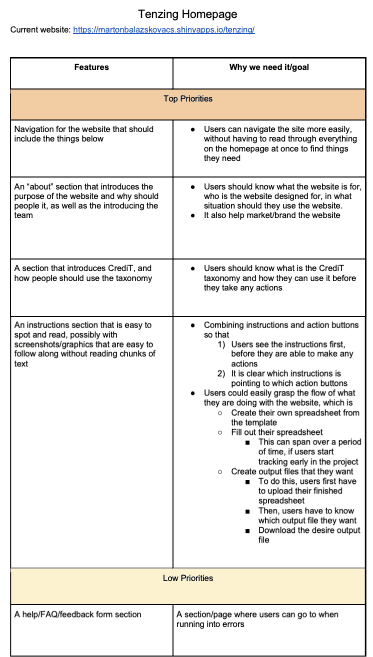 Tenzing Homepage
Current website: https://martonbalazskovacs.shinyapps.io/tenzing/
Features
Why we need it/goal
Top Priorities
Navigation for the website that should
include the things below
● Users can navigate the site more easily,
without having to read through everything
on the homepage at once to find things
they need
An “about” section that introduces the
purpose of the website and why should
people it, as well as the introducing the
team
● Users should know what the website is for,
who is the website designed for, in what
situation should they use the website.
● It also help market/brand the website
A section that introduces CrediT, and
how people should use the taxonomy
● Users should know what is the CrediT
taxonomy and how they can use it before
they take any actions
An instructions section that is easy to
spot and read, possibly with
screenshots/graphics that are easy to
follow along without reading chunks of
text
● Combining instructions and action buttons
so that
1) Users see the instructions first,
before they are able to make any
actions
2) It is clear which instructions is
pointing to which action buttons
● Users could easily grasp the flow of what
they are doing with the website, which is
○ Create their own spreadsheet from
the template
○ Fill out their spreadsheet
■ This can span over a period
of time, if users start
tracking early in the project
○ Create output files that they want
■ To do this, users first have
to upload their finished
spreadsheet
■ Then, users have to know
which output file they want
■ Download the desire output
file
Low Priorities
A help/FAQ/feedback form section
A section/page where users can go to when
running into errors